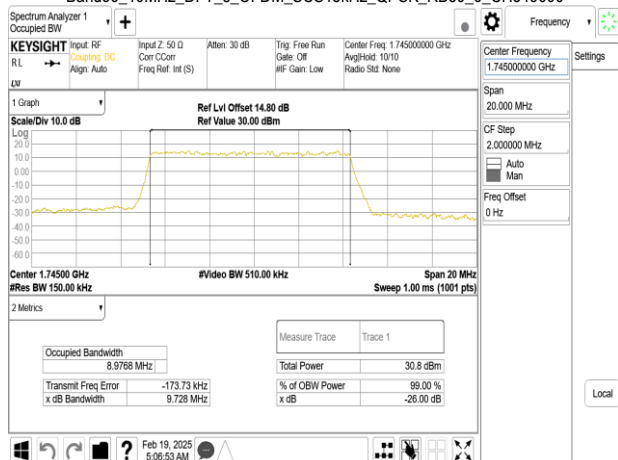 Spectrum Analyzer 1
Occupied BW
+
Frequency
KEYSIGHT
RL
LXI
Input: RF
Coupling: DC
Align: Auto
Input Z: 50 Ω
Corr CCorr
Freq Ref: Int (S)
Atten: 30 dB
Trig: Free Run
Gate: Off
#IF Gain: Low
Center Freq: 1.745000000 GHz
Avg|Hold: 10/10
Radio Std: None
Center Frequency
1.745000000 GHz
Settings
Span
20.000 MHz
CF Step
2.000000 MHz
Auto
Man
Freq Offset
0 Hz
1 Graph
Scale/Div 10.0 dB
Ref Lvl Offset 14.80 dB
Ref Value 30.00 dBm
Log
20.0
10.0
0.00
-10.0
-20.0
-30.0
-40.0
-50.0
-60.0
Center 1.74500 GHz
#Res BW 150.00 kHz
#Video BW 510.00 kHz
Span 20 MHz
Sweep 1.00 ms (1001 pts)
2 Metrics
Measure Trace Trace 1
Occupied Bandwidth
8.9768 MHz
Total Power 30.8 dBm
Transmit Freq Error -173.73 kHz
% of OBW Power 99.00 %
x dB Bandwidth 9.728 MHz
x dB -26.00 dB
Local
?
Feb 19, 2025
5:06:53 AM